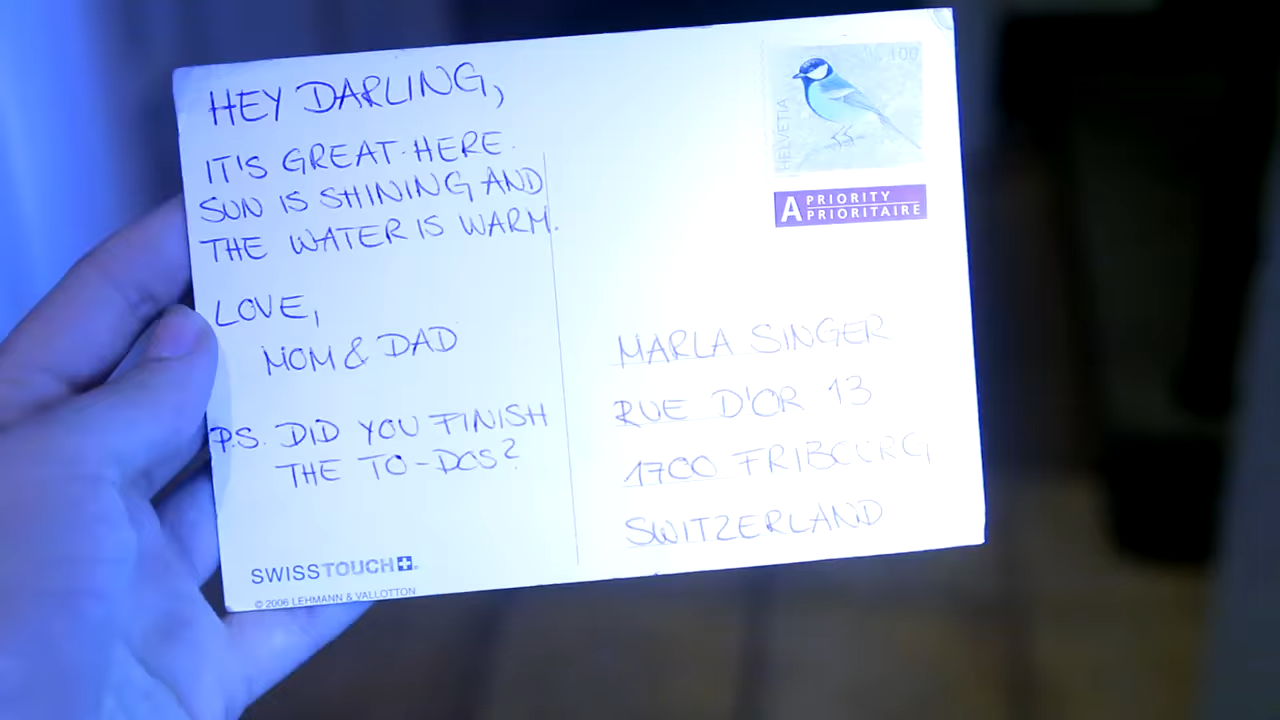 HEY DARLING,
IT'S GREAT HERE.
SUN IS SHINING AND
THE WATER IS WARM.
LOVE,
MOM & DAD
P.S. DID YOU FINISH
THE TO-DOS?
SWISSTOUCH
© 2006 LEHMANN & VALLOTTON
100
HELVETIA
A PRIORITY
PRIORITAIRE
MARLA SINGER
RUE D'OR 13
1700 FRIBOURG
SWITZERLAND